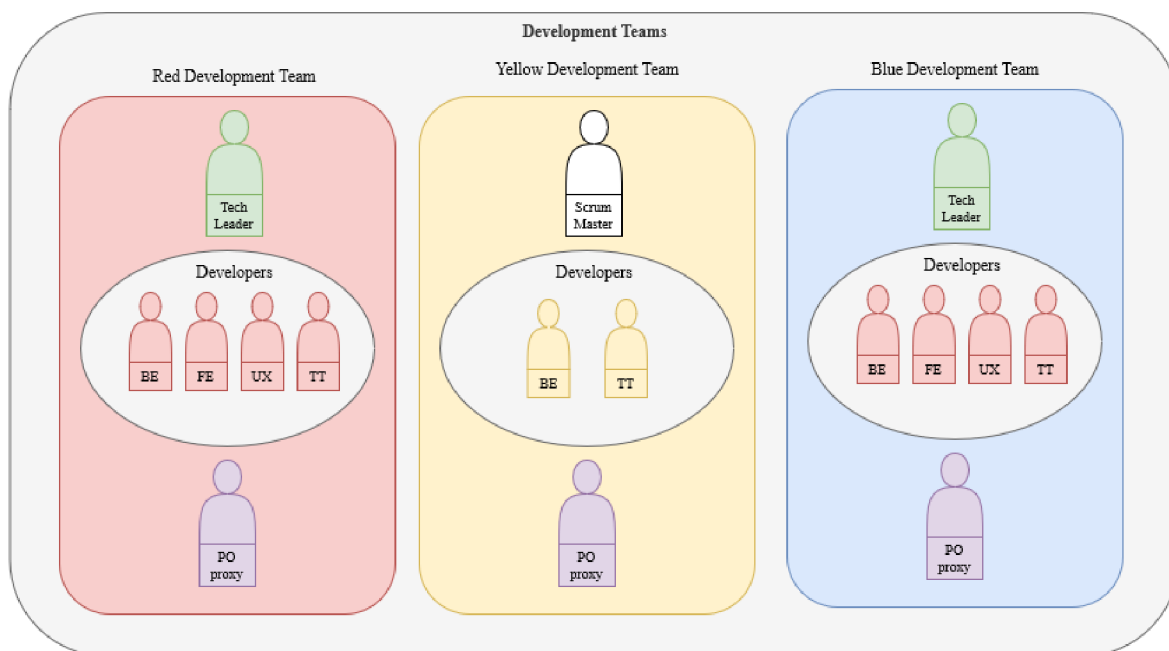 Development Teams
Red Development Team
Yellow Development Team
Blue Development Team
Tech
Leader
Scrum
Master
Tech
Leader
Developers
BE
FE
UX
TT
Developers
BE
TT
Developers
BE
FE
UX
TT
PO
proxy
PO
proxy
PO
proxy